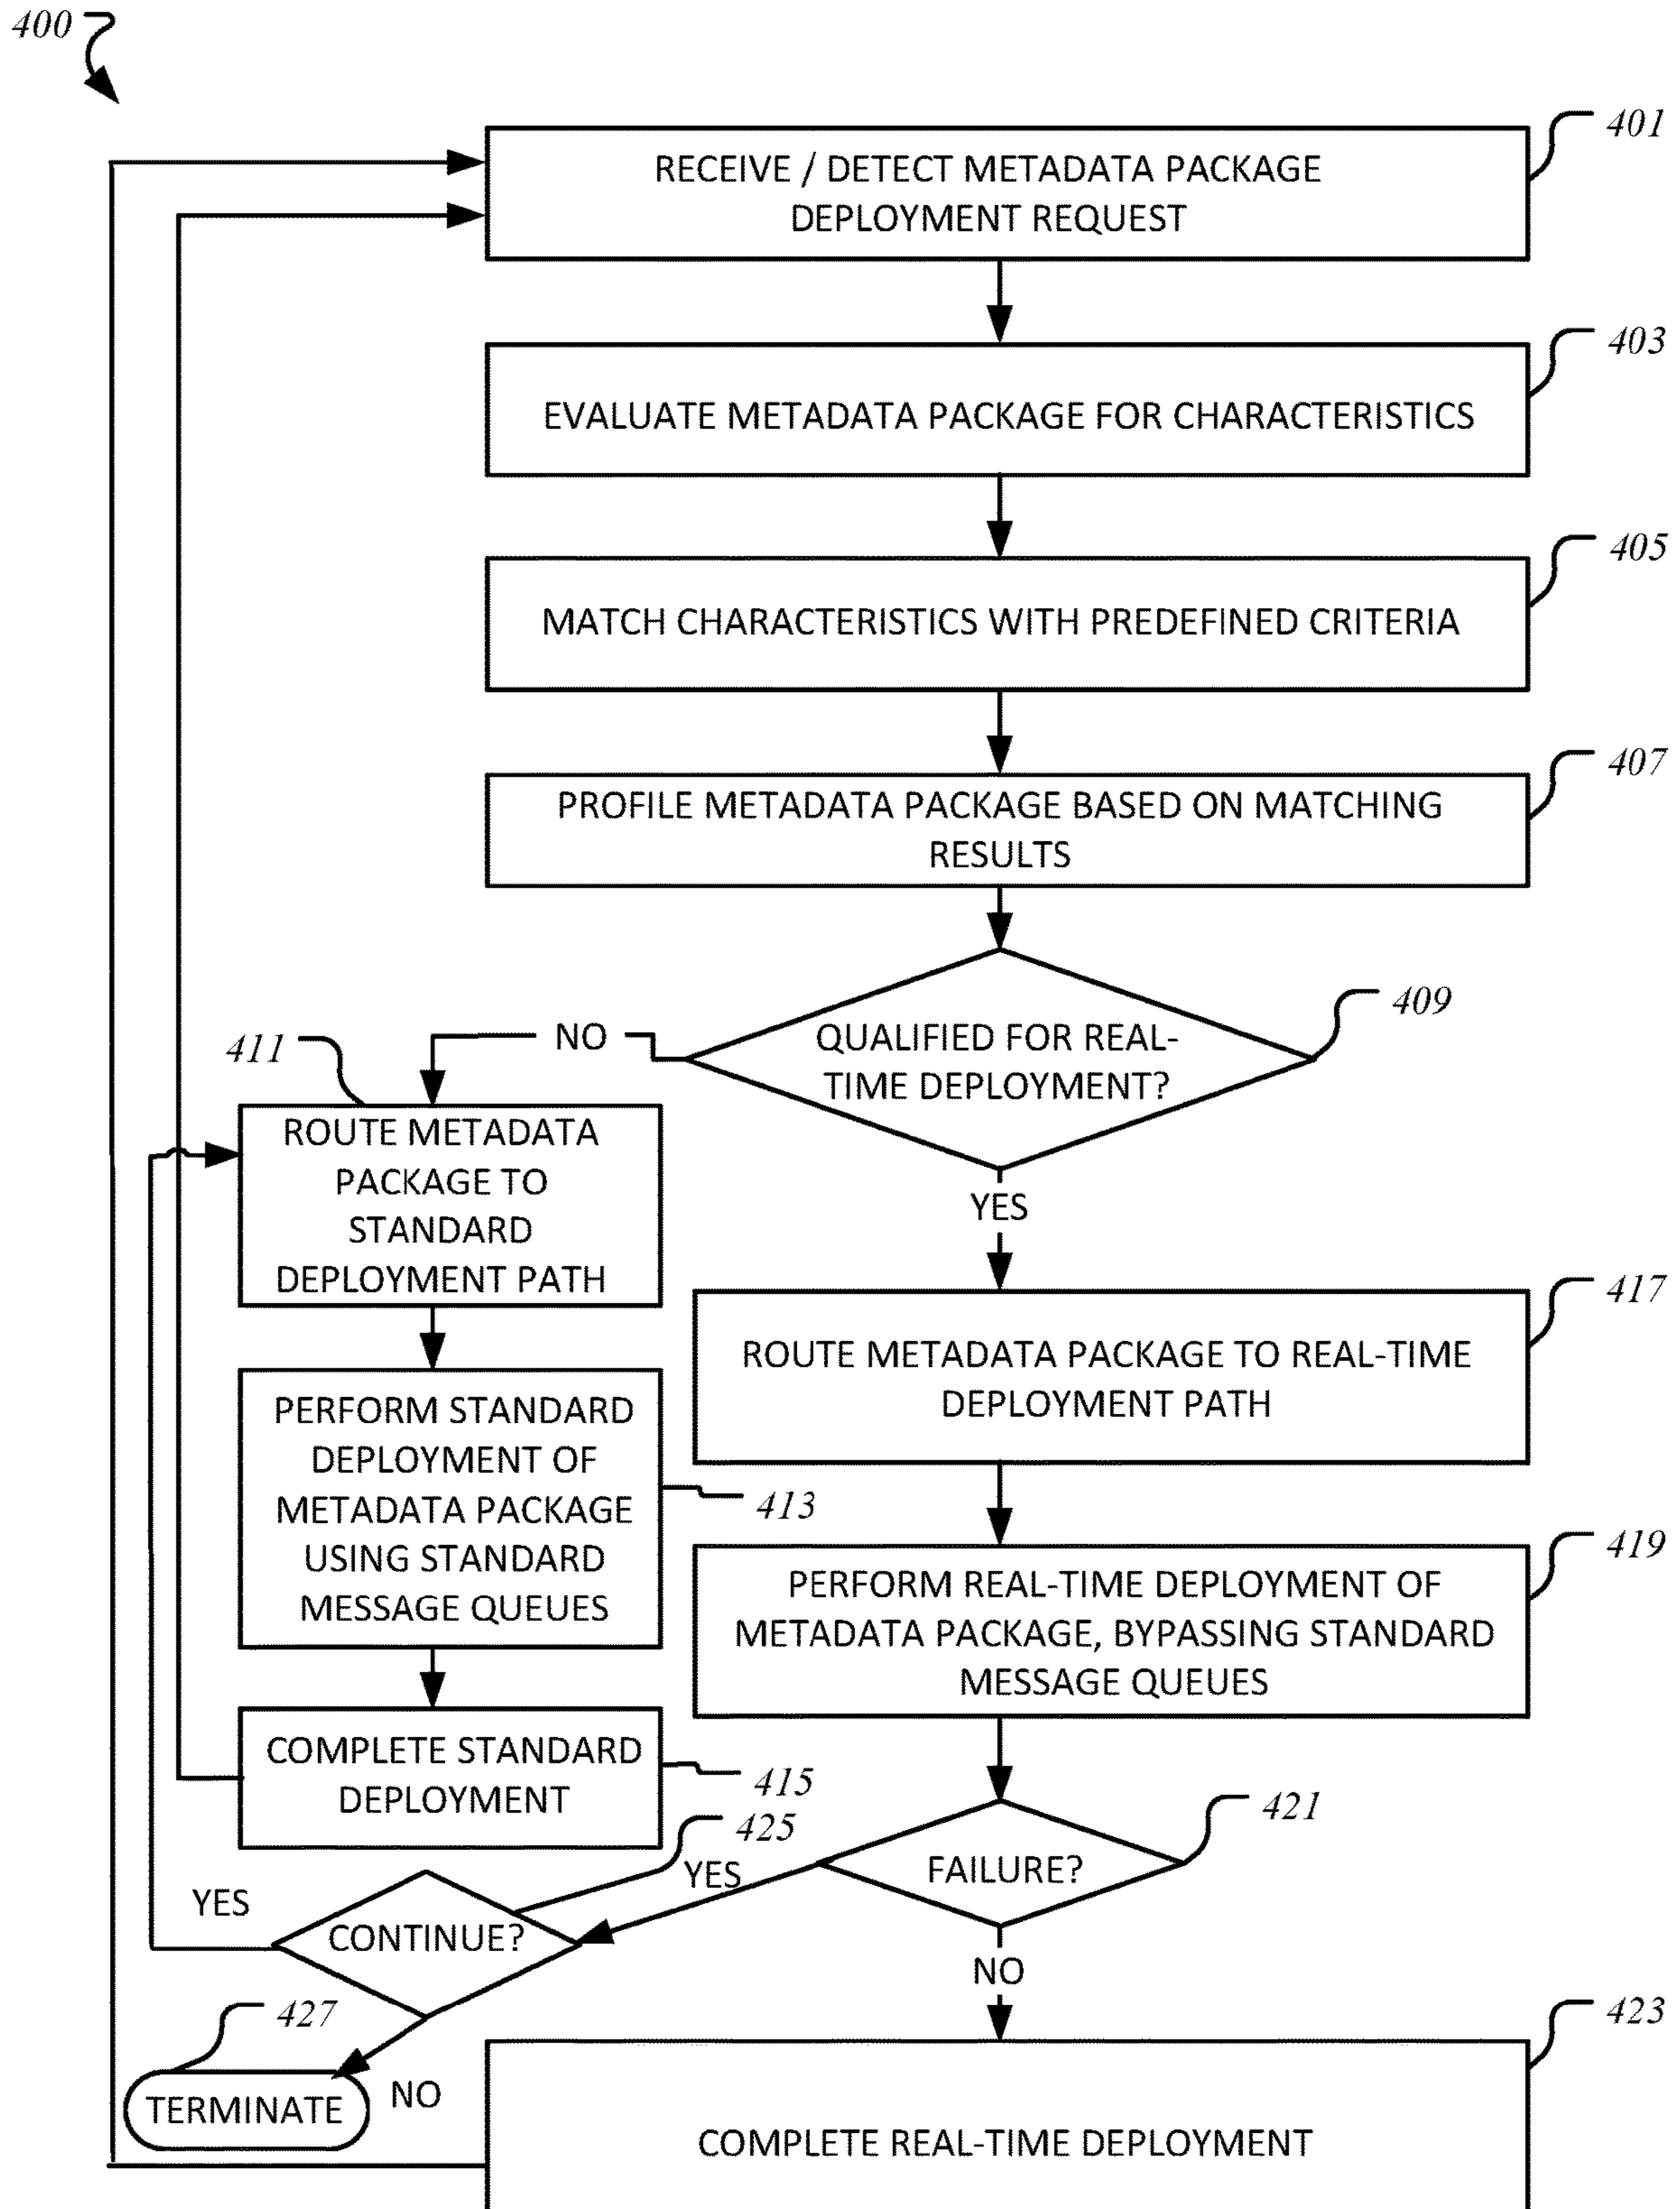 400
401
RECEIVE / DETECT METADATA PACKAGE
DEPLOYMENT REQUEST
403
EVALUATE METADATA PACKAGE FOR CHARACTERISTICS
405
MATCH CHARACTERISTICS WITH PREDEFINED CRITERIA
407
PROFILE METADATA PACKAGE BASED ON MATCHING
RESULTS
409
QUALIFIED FOR REAL-
TIME DEPLOYMENT?
NO
411
ROUTE METADATA
PACKAGE TO
STANDARD
DEPLOYMENT PATH
PERFORM STANDARD
DEPLOYMENT OF
METADATA PACKAGE
USING STANDARD
MESSAGE QUEUES
413
COMPLETE STANDARD
DEPLOYMENT
415
YES
417
ROUTE METADATA PACKAGE TO REAL-TIME
DEPLOYMENT PATH
419
PERFORM REAL-TIME DEPLOYMENT OF
METADATA PACKAGE, BYPASSING STANDARD
MESSAGE QUEUES
421
FAILURE?
YES
425
CONTINUE?
YES
NO
427
TERMINATE
NO
423
COMPLETE REAL-TIME DEPLOYMENT